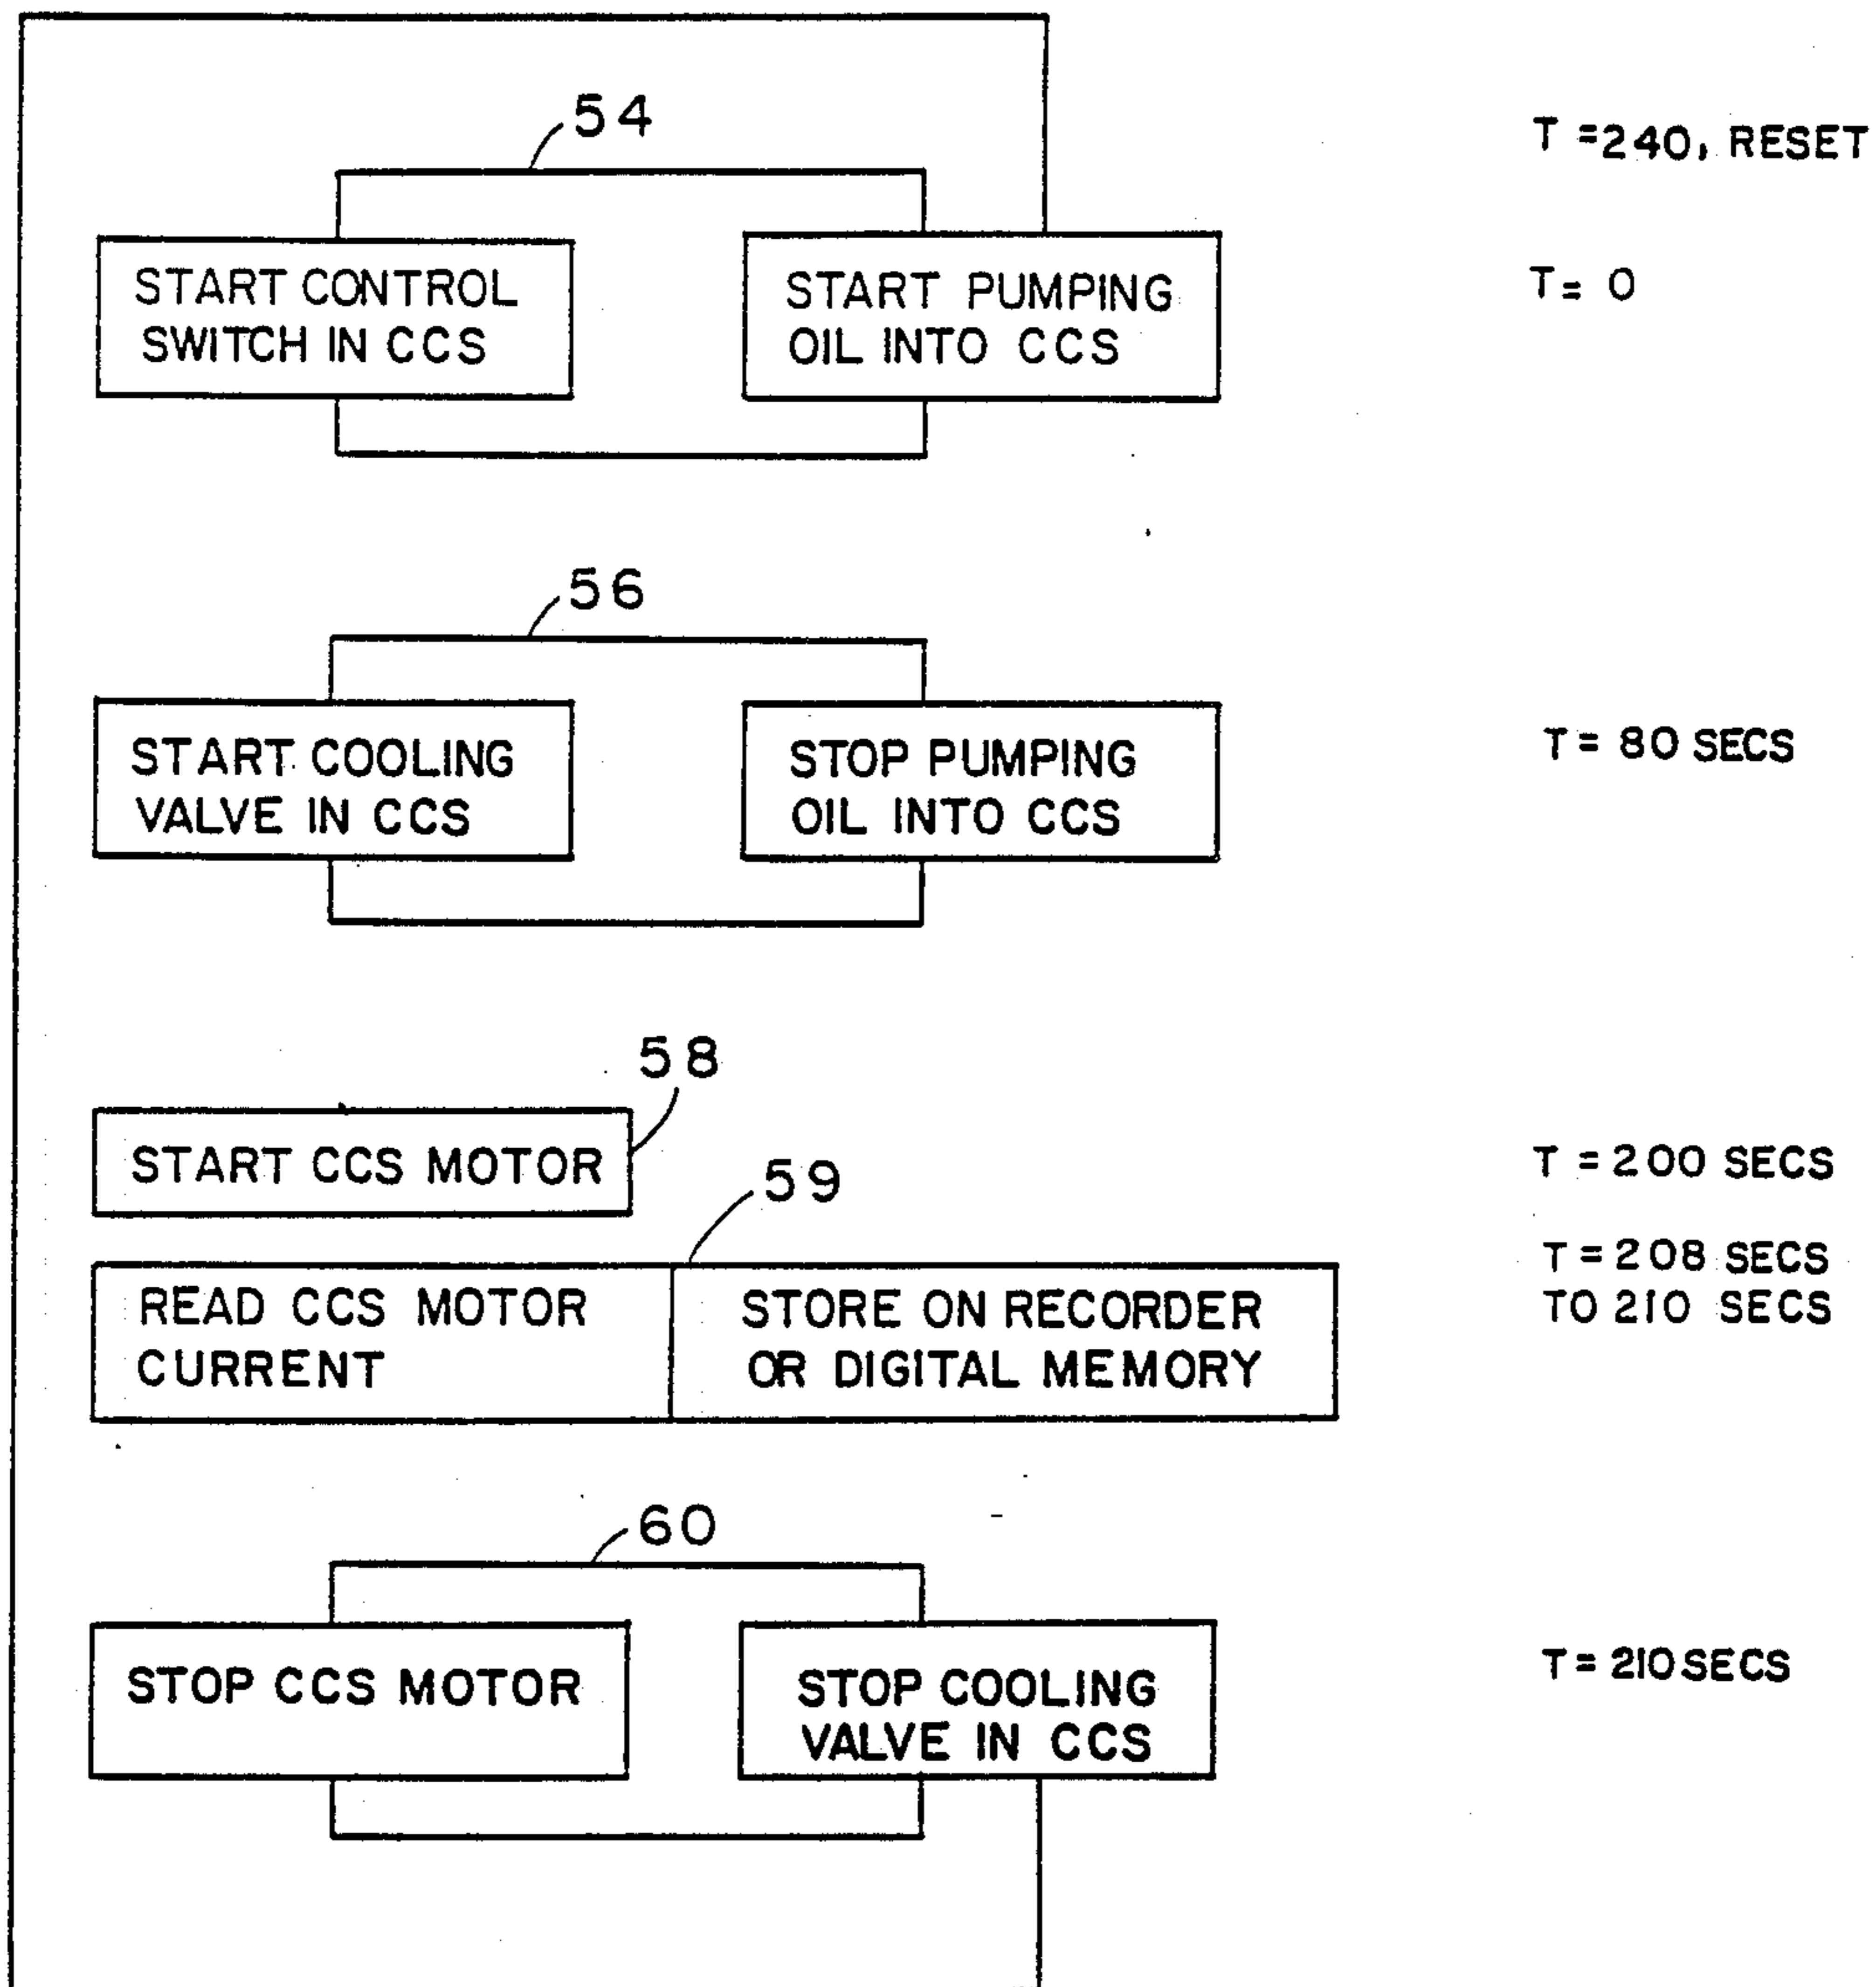 54
T = 240, RESET
START CONTROL
SWITCH IN CCS
START PUMPING
OIL INTO CCS
T = 0
56
START COOLING
VALVE IN CCS
STOP PUMPING
OIL INTO CCS
T = 80 SECS
58
START CCS MOTOR
T = 200 SECS
59
READ CCS MOTOR
CURRENT
STORE ON RECORDER
OR DIGITAL MEMORY
T = 208 SECS
TO 210 SECS
60
STOP CCS MOTOR
STOP COOLING
VALVE IN CCS
T = 210 SECS